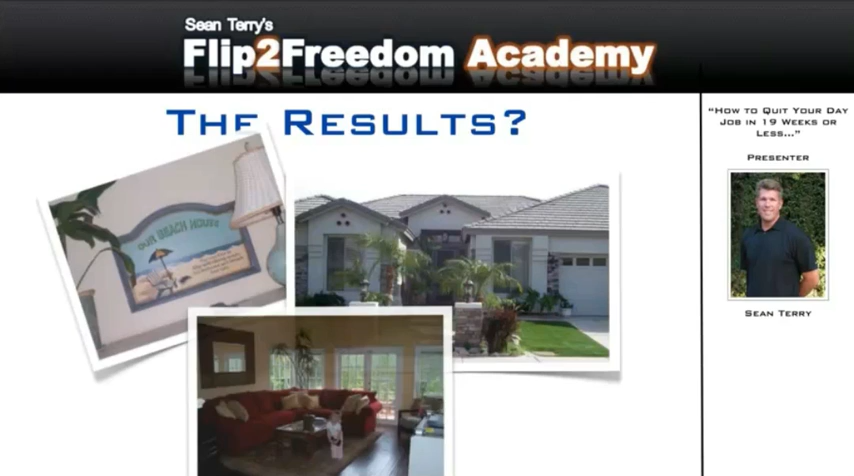 Sean Terry's
Flip2Freedom Academy
The Results?
"How to Quit Your Day
Job in 19 Weeks or
Less..."
Presenter
Sean Terry
OUR BEACH HOUSE